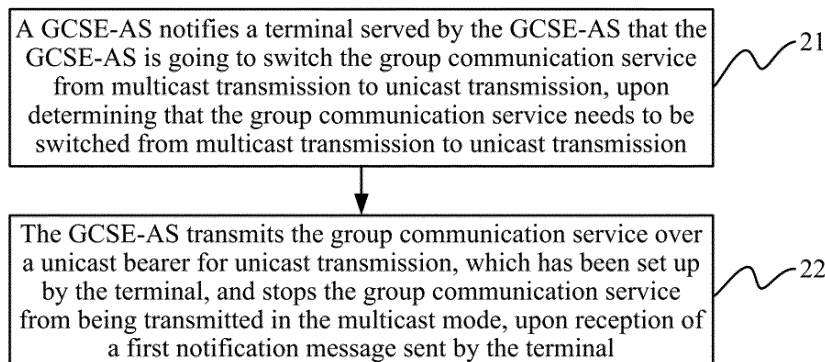 A GCSE-AS notifies a terminal served by the GCSE-AS that the
GCSE-AS is going to switch the group communication service
from multicast transmission to unicast transmission, upon
determining that the group communication service needs to be
switched from multicast transmission to unicast transmission
21
The GCSE-AS transmits the group communication service over
a unicast bearer for unicast transmission, which has been set up
by the terminal, and stops the group communication service
from being transmitted in the multicast mode, upon reception of
a first notification message sent by the terminal
22